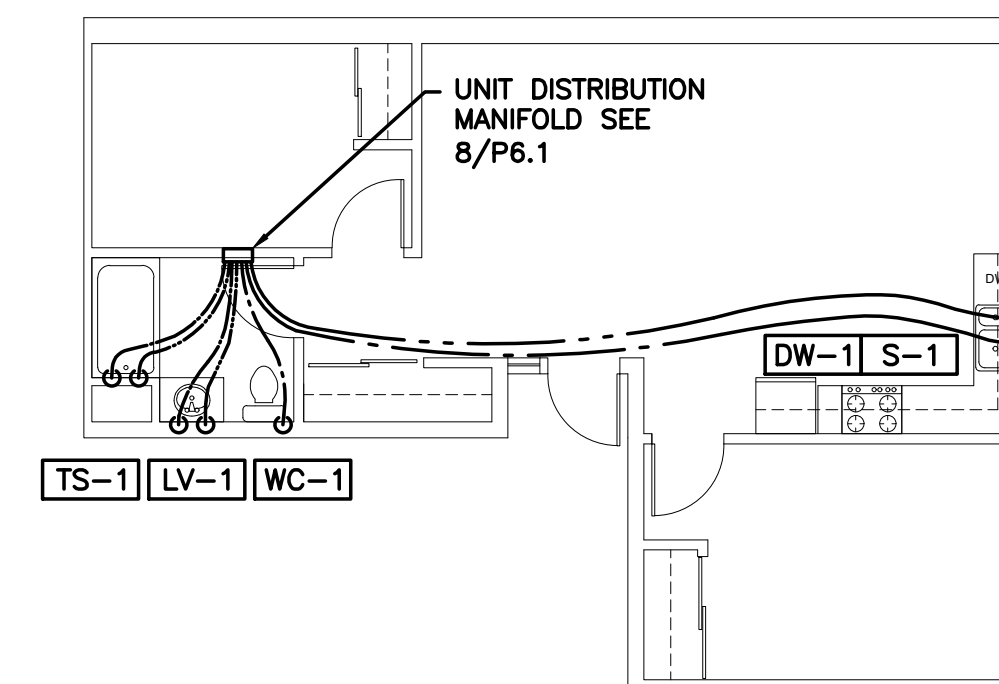 UNIT DISTRIBUTION
MANIFOLD SEE
8/P6.1
DW-1 S-1
TS-1 LV-1 WC-1